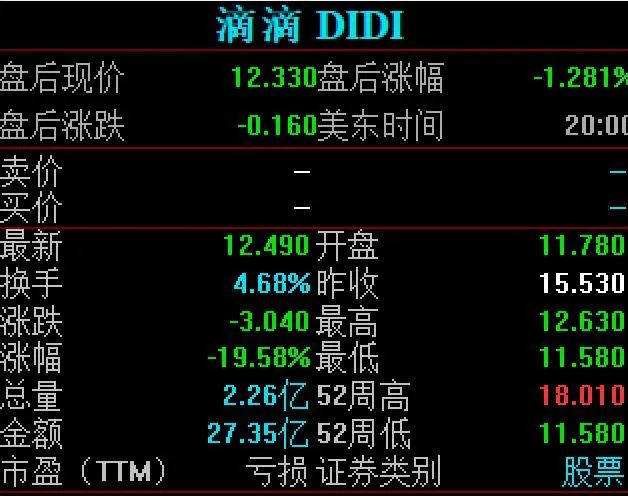 滴滴 DIDI
盘后现价 12.330 盘后涨幅 -1.281%
盘后涨跌 -0.160 美东时间 20:00
卖价 – –
买价 – –
最新 12.490 开盘 11.780
换手 4.68% 昨收 15.530
涨跌 -3.040 最高 12.630
涨幅 -19.58% 最低 11.580
总量 2.26亿 52周高 18.010
金额 27.35亿 52周低 11.580
市盈（TTM） 亏损 证券类别 股票